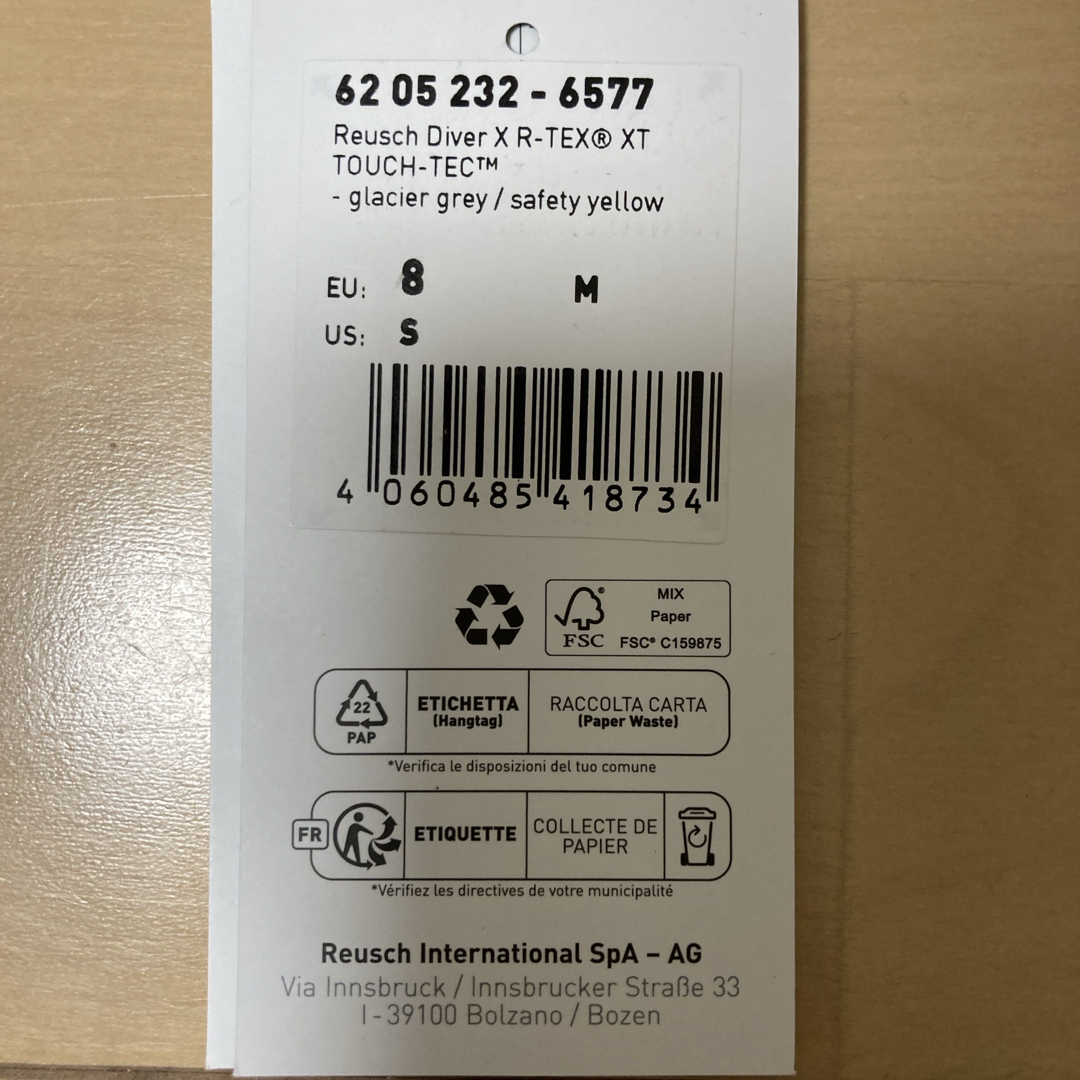 62 05 232 - 6577
Reusch Diver X R-TEX® XT
TOUCH-TEC™
- glacier grey / safety yellow
EU: 8 M
US: S
4 060485 418734
MIX
Paper
FSC® C159875
FSC
22
PAP
ETICHETTA
(Hangtag)
RACCOLTA CARTA
(Paper Waste)
*Verifica le disposizioni del tuo comune
FR
ETIQUETTE
COLLECTE DE
PAPIER
*Vérifiez les directives de votre municipalité
Reusch International SpA – AG
Via Innsbruck / Innsbrucker Straße 33
I - 39100 Bolzano / Bozen